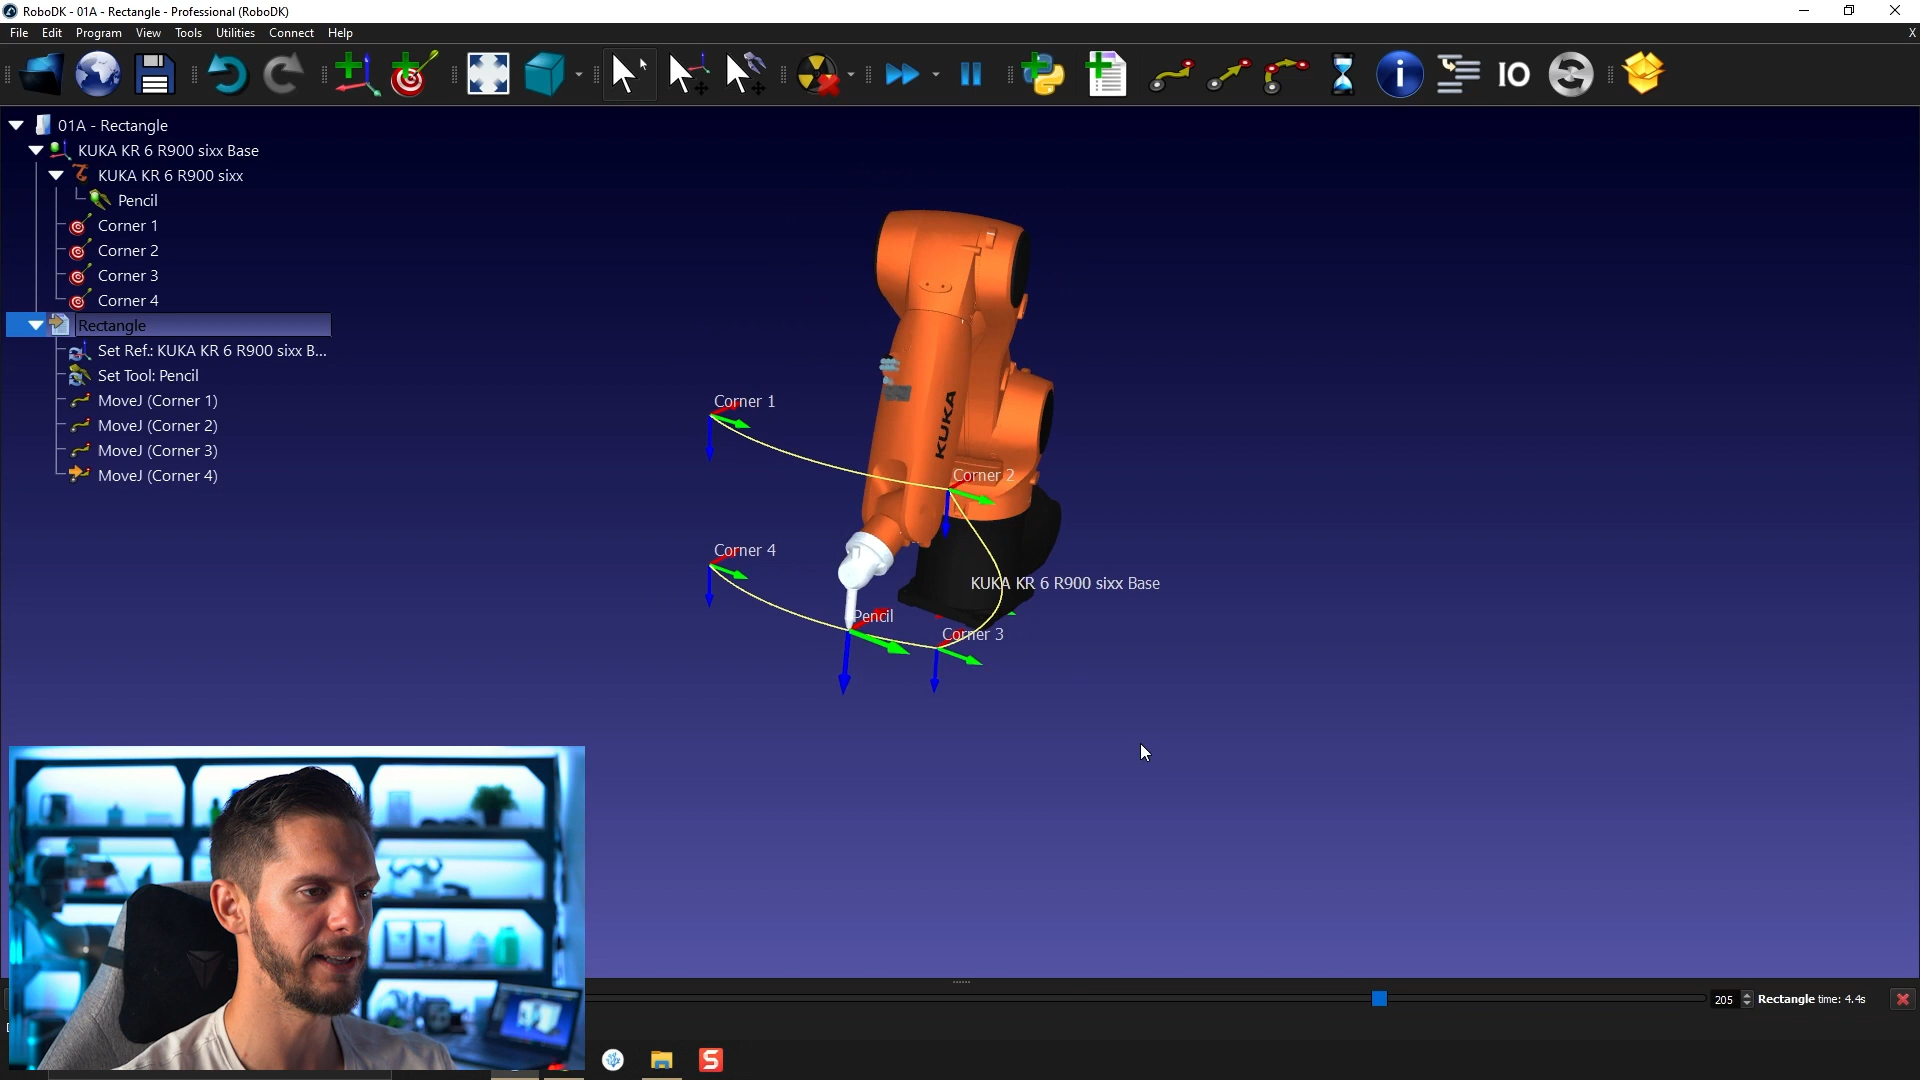 RoboDK - 01A - Rectangle - Professional (RoboDK)
File Edit Program View Tools Utilities Connect Help
X
IO
01A - Rectangle
KUKA KR 6 R900 sixx Base
KUKA KR 6 R900 sixx
Pencil
Corner 1
Corner 2
Corner 3
Corner 4
Rectangle
Set Ref.: KUKA KR 6 R900 sixx B...
Set Tool: Pencil
MoveJ (Corner 1)
MoveJ (Corner 2)
MoveJ (Corner 3)
MoveJ (Corner 4)
KUKA
Corner 1
Corner 2
Corner 4
KUKA KR 6 R900 sixx Base
Pencil
Corner 3
205 Rectangle time: 4.4s
S